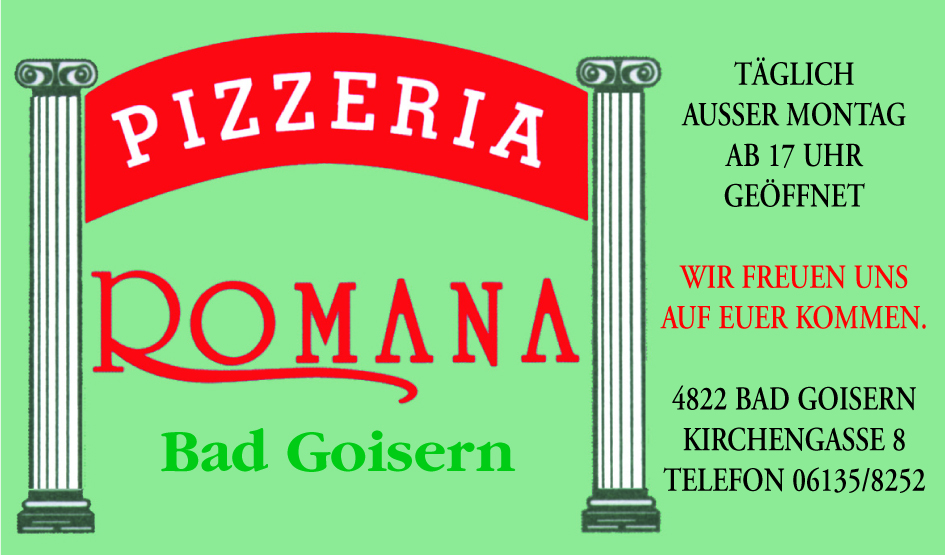 PIZZERIA
ROMANA
Bad Goisern
TÄGLICH
AUSSER MONTAG
AB 17 UHR
GEÖFFNET
WIR FREUEN UNS
AUF EUER KOMMEN.
4822 BAD GOISERN
KIRCHENGASSE 8
TELEFON 06135/8252